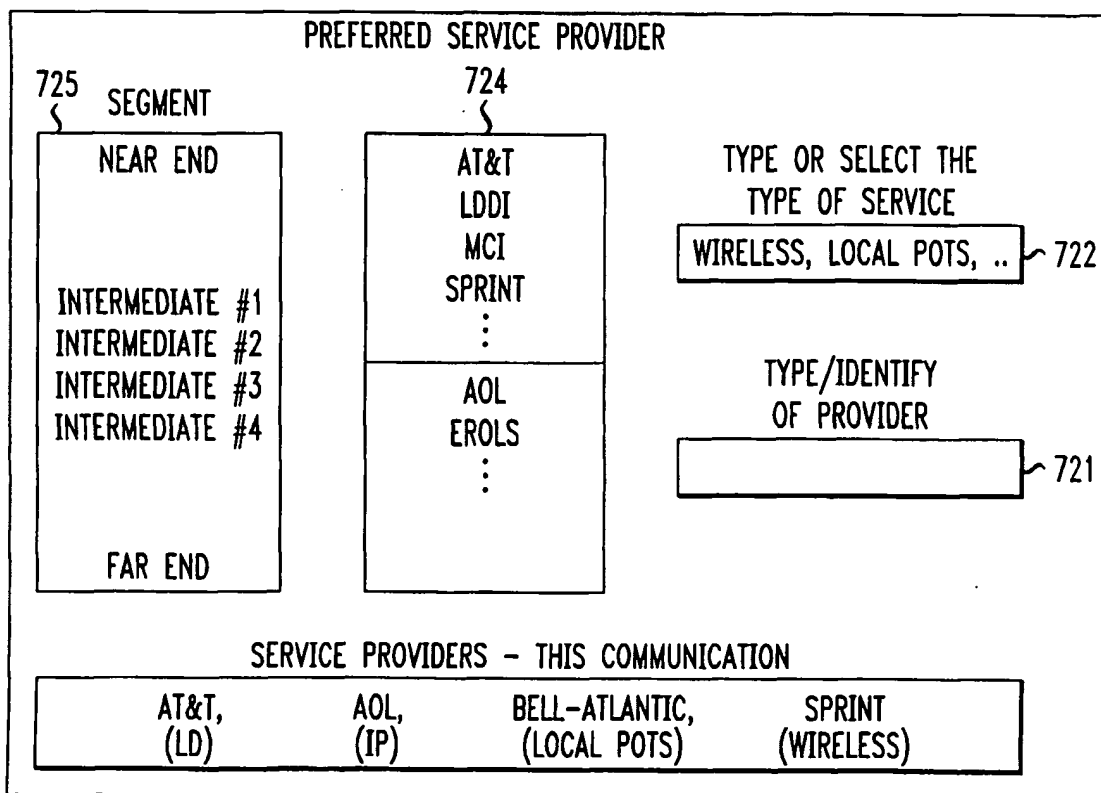 PREFERRED SERVICE PROVIDER
725
SEGMENT
NEAR END
INTERMEDIATE #1
INTERMEDIATE #2
INTERMEDIATE #3
INTERMEDIATE #4
FAR END
724
AT&T
LDDI
MCI
SPRINT
AOL
EROLS
TYPE OR SELECT THE
TYPE OF SERVICE
WIRELESS, LOCAL POTS, ..
722
TYPE/IDENTIFY
OF PROVIDER
721
SERVICE PROVIDERS - THIS COMMUNICATION
AT&T, AOL, BELL-ATLANTIC, SPRINT
(LD) (IP) (LOCAL POTS) (WIRELESS)